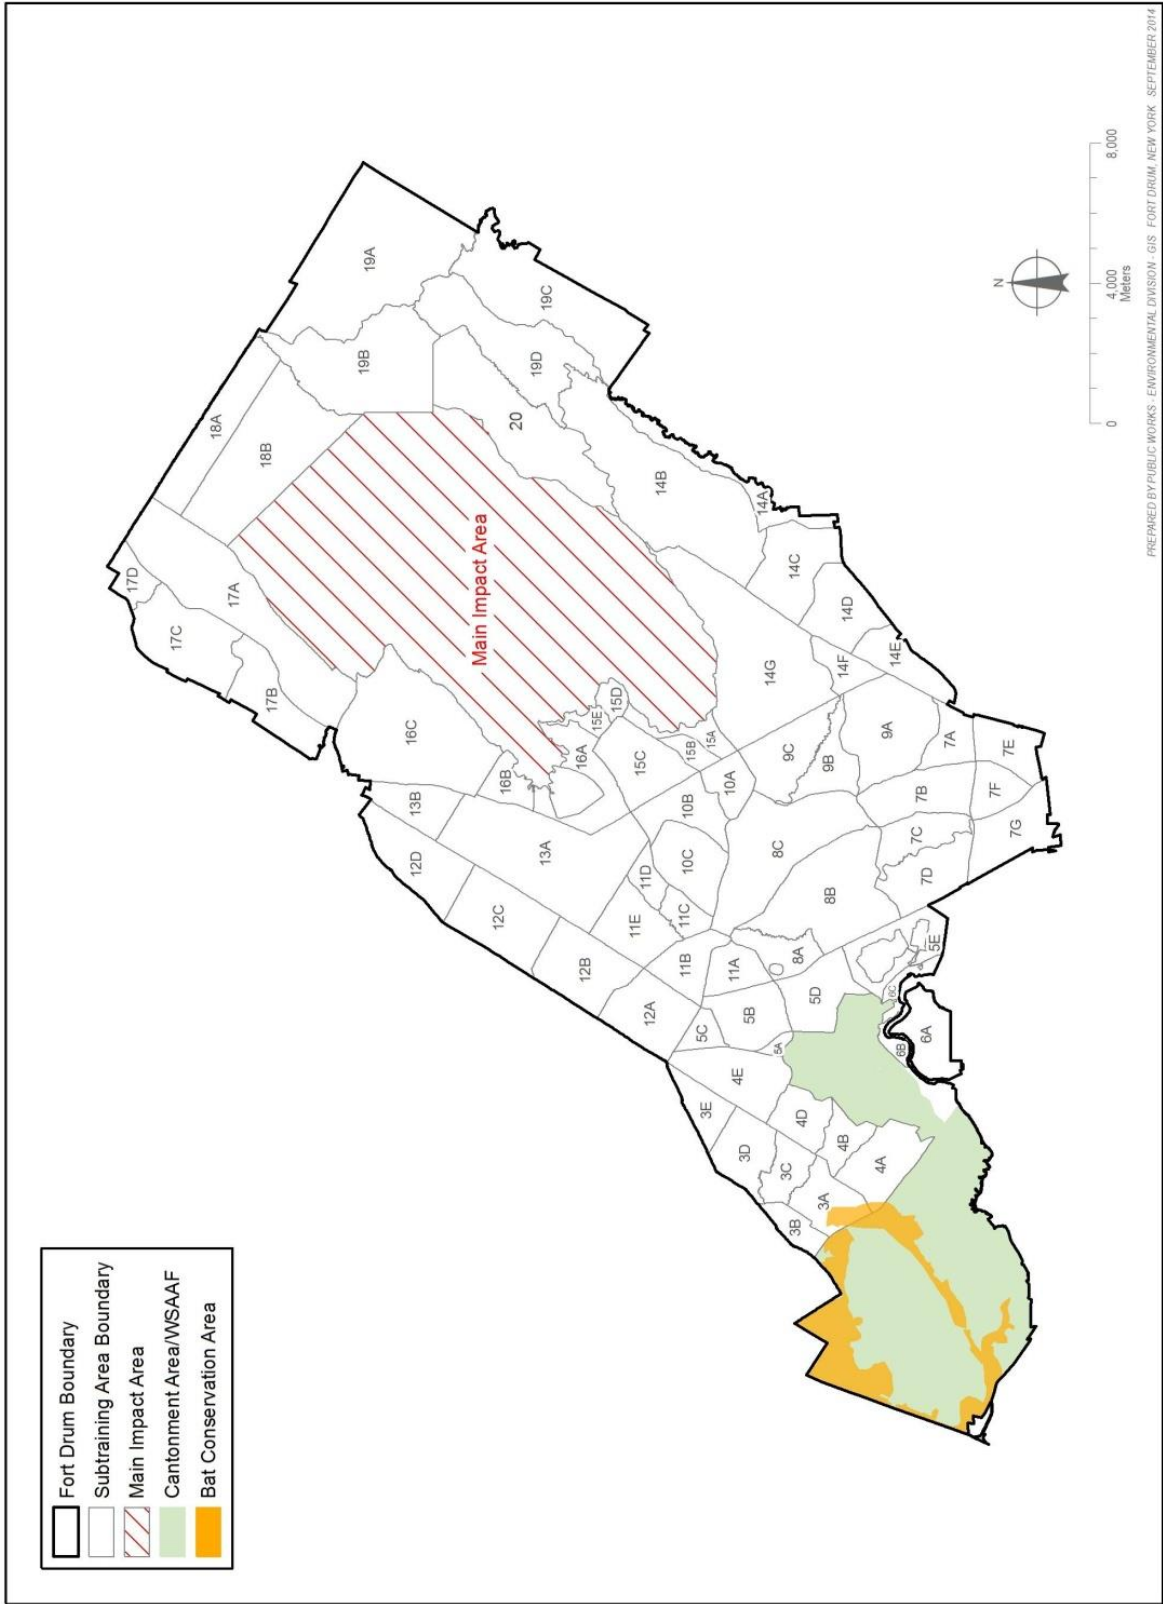 Fort Drum Boundary
Subtraining Area Boundary
Main Impact Area
Cantonment Area/WSAAF
Bat Conservation Area
17D
17C
18A
17A
18B
19A
17B
19B
16C
19C
19D
20
Main Impact Area
13B
12D
16B
16A
15E
15D
14B
14A
12C
13A
15C
15B
15A
14G
14C
14D
12B
11E
11D
10C
10B
10A
9C
14F
14E
12A
11B
11C
8C
9B
9A
5C
11A
8B
7B
7A
7E
4E
5B
8A
7C
7F
3E
5A
5D
7D
7G
3D
4D
6C
5E
3C
4B
6B
6A
3B
3A
4A
N
0
4,000
8,000
Meters
PREPARED BY PUBLIC WORKS - ENVIRONMENTAL DIVISION - GIS FORT DRUM, NEW YORK SEPTEMBER 2014